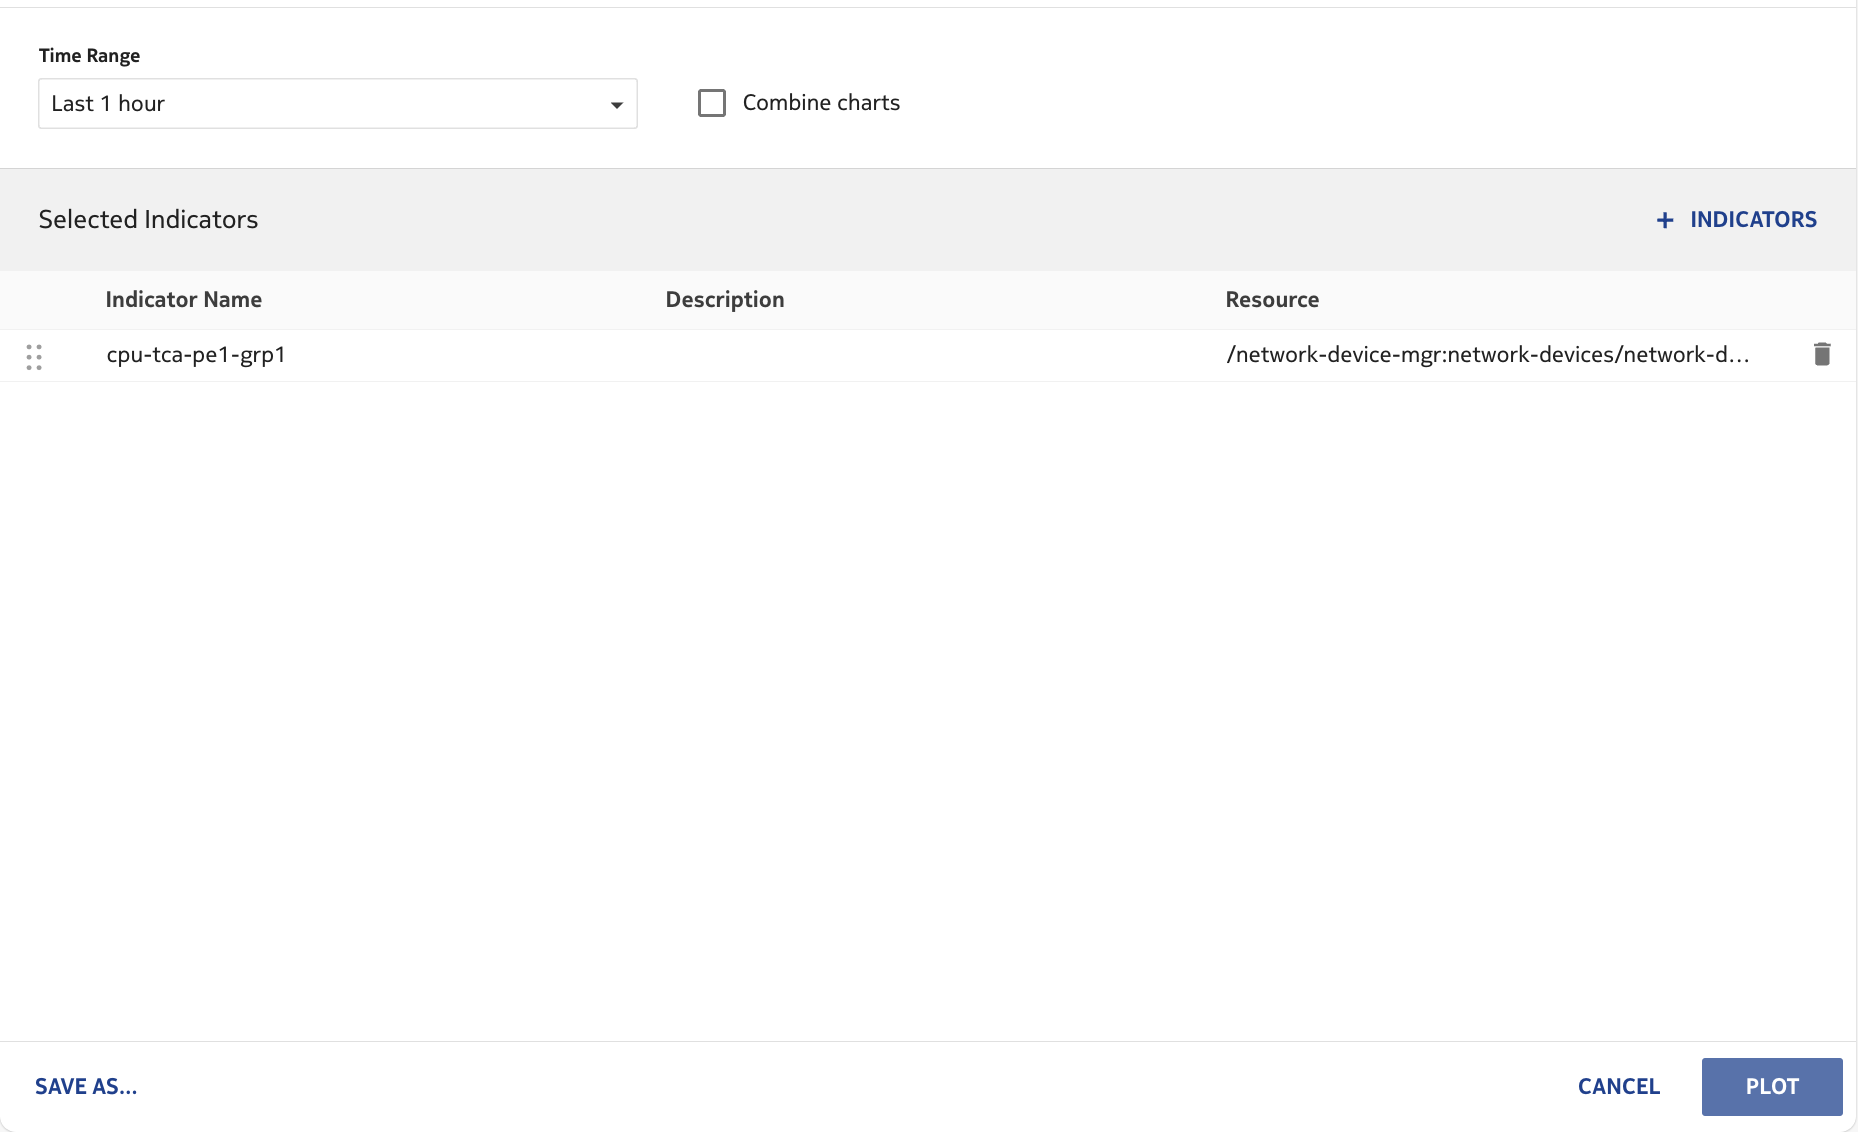 Time Range
Last 1 hour
Combine charts
Selected Indicators
+ INDICATORS
Indicator Name Description Resource
cpu-tca-pe1-grp1 /network-device-mgr:network-devices/network-d...
SAVE AS... CANCEL PLOT